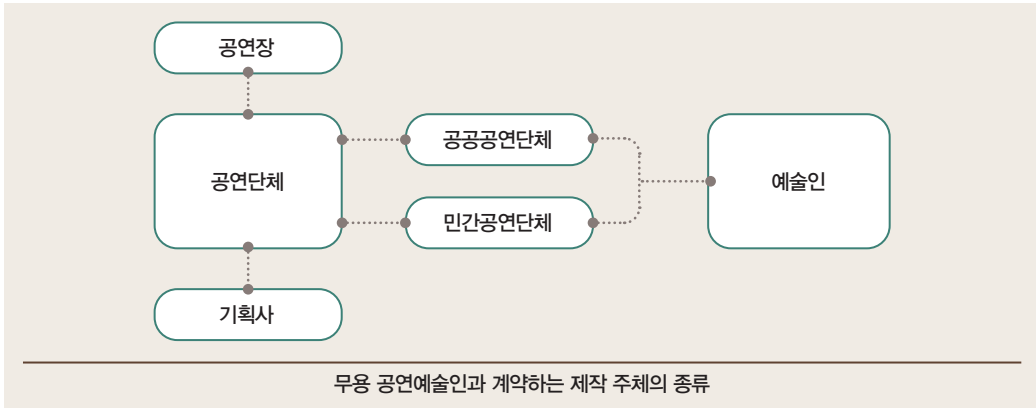 공연장
공연단체
공공공연단체
민간공연단체
예술인
기획사
무용 공연예술인과 계약하는 제작 주체의 종류